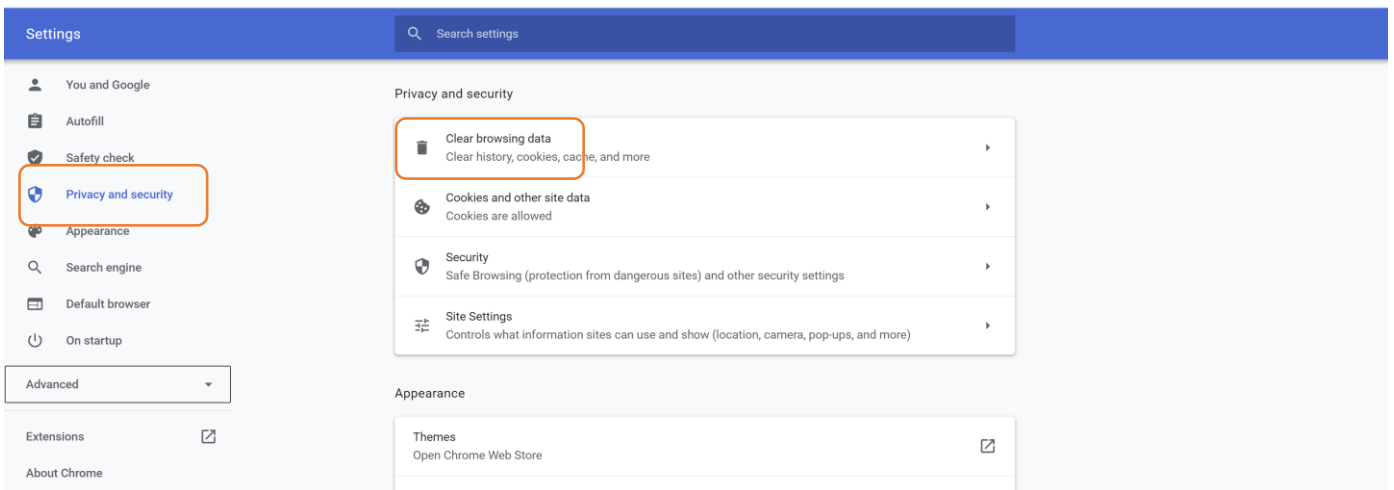 Settings
Search settings
You and Google
Autofill
Safety check
Privacy and security
Appearance
Search engine
Default browser
On startup
Advanced
Extensions
About Chrome
Privacy and security
Clear browsing data
Clear history, cookies, cache, and more
Cookies and other site data
Cookies are allowed
Security
Safe Browsing (protection from dangerous sites) and other security settings
Site Settings
Controls what information sites can use and show (location, camera, pop-ups, and more)
Appearance
Themes
Open Chrome Web Store